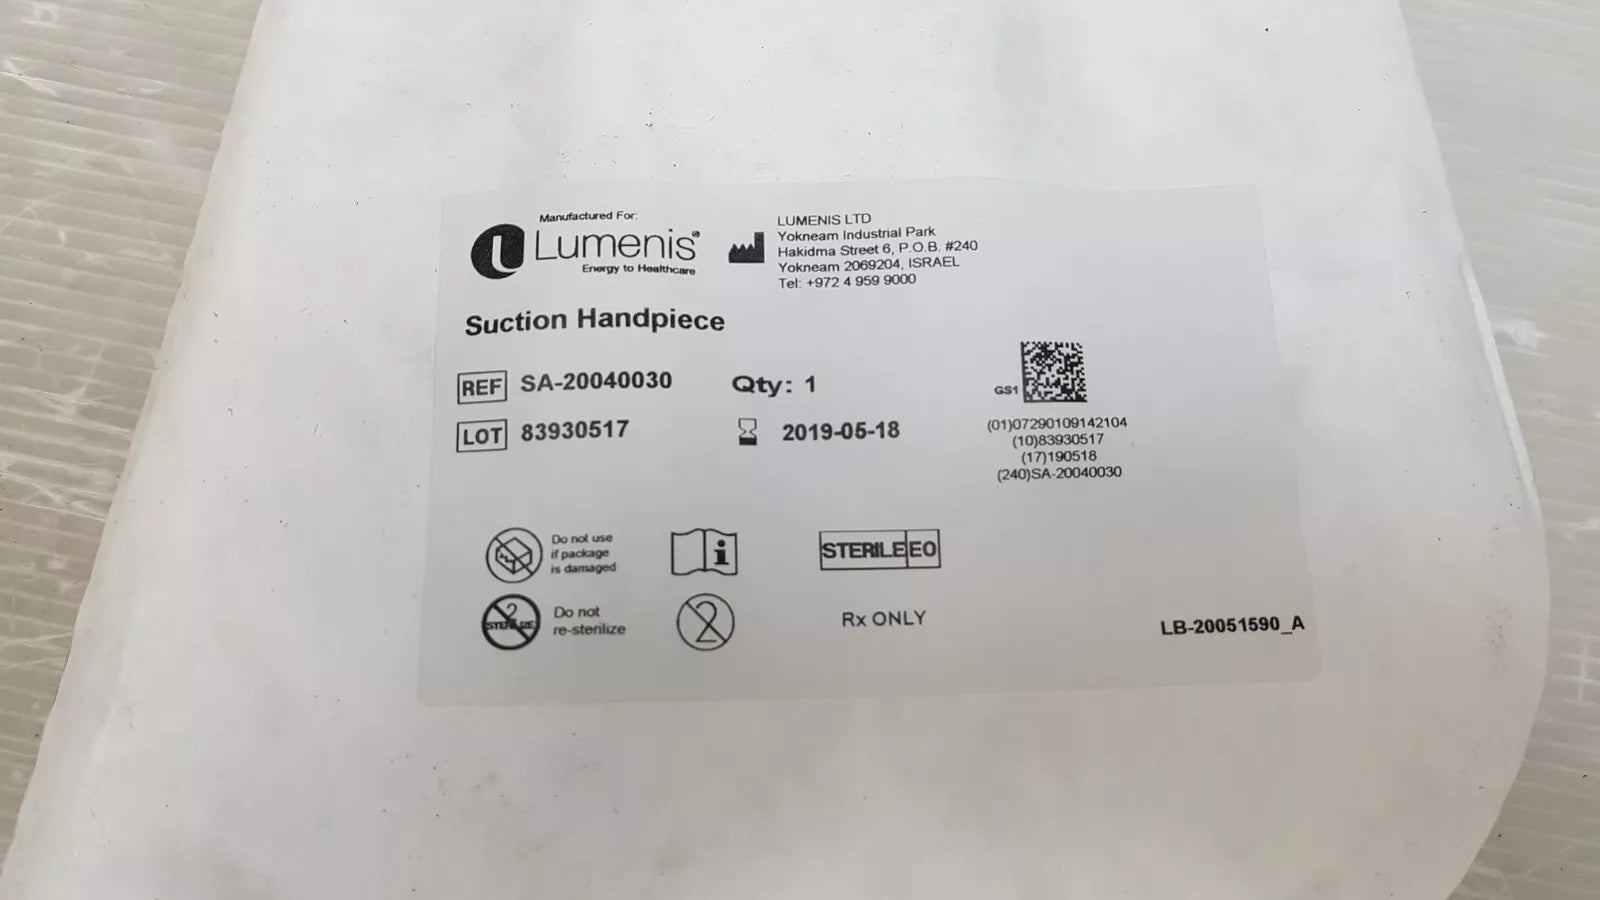 Manufactured For:
Lumenis®
Energy to Healthcare
LUMENIS LTD
Yokneam Industrial Park
Hakidma Street 6, P.O.B. #240
Yokneam 2069204, ISRAEL
Tel: +972 4 959 9000
Suction Handpiece
REF SA-20040030
Qty: 1
LOT 83930517
2019-05-18
GS1
(01)07290109142104
(10)83930517
(17)190518
(240)SA-20040030
Do not use
if package
is damaged
i
STERILE EO
2
STERILIZE
Do not
re-sterilize
2
Rx ONLY
LB-20051590_A